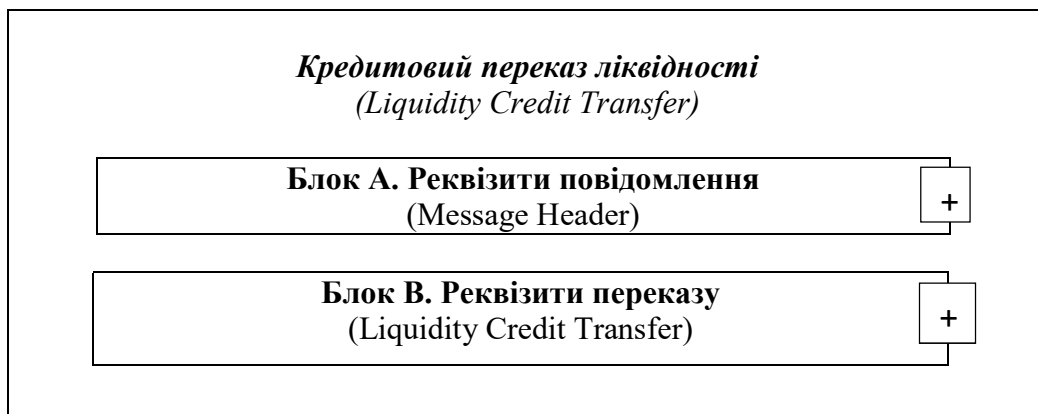 Кредитовий переказ ліквідності
(Liquidity Credit Transfer)
Блок А. Реквізити повідомлення
(Message Header)
+
Блок B. Реквізити переказу
(Liquidity Credit Transfer)
+